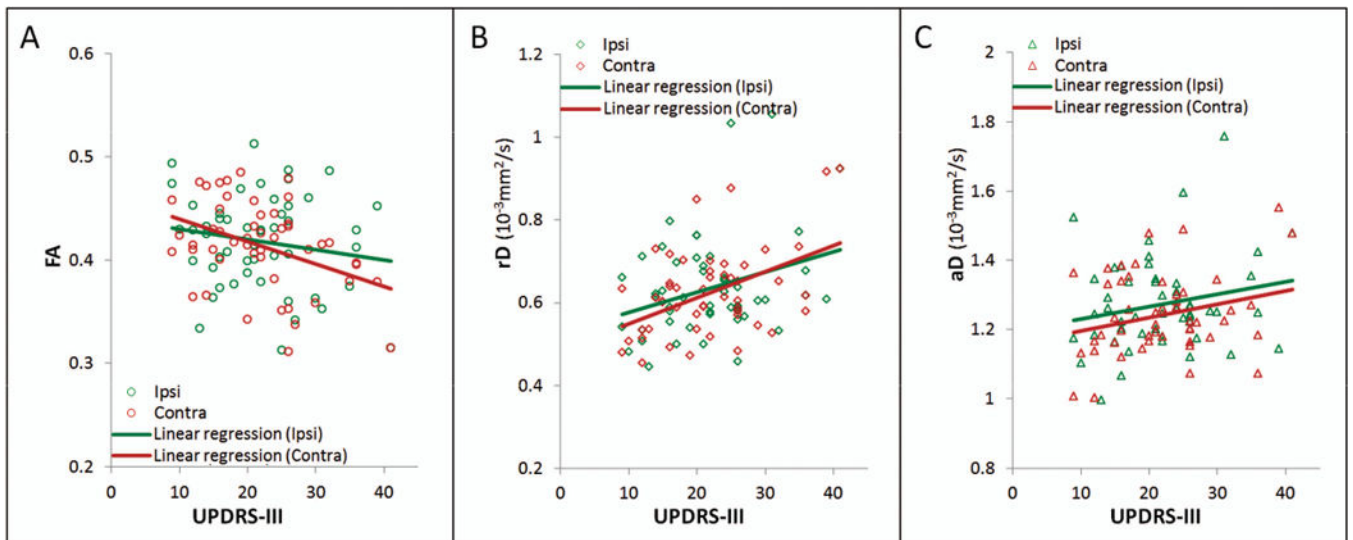 A
FA
0.6
0.5
0.4
0.3
0.2
Ipsi
Contra
Linear regression (Ipsi)
Linear regression (Contra)
0 10 20 30 40
UPDRS-III
B
rD (10⁻³mm²/s)
1.2
1
0.8
0.6
0.4
0.2
Ipsi
Contra
Linear regression (Ipsi)
Linear regression (Contra)
0 10 20 30 40
UPDRS-III
C
aD (10⁻³mm²/s)
2
1.8
1.6
1.4
1.2
1
0.8
Ipsi
Contra
Linear regression (Ipsi)
Linear regression (Contra)
0 10 20 30 40
UPDRS-III